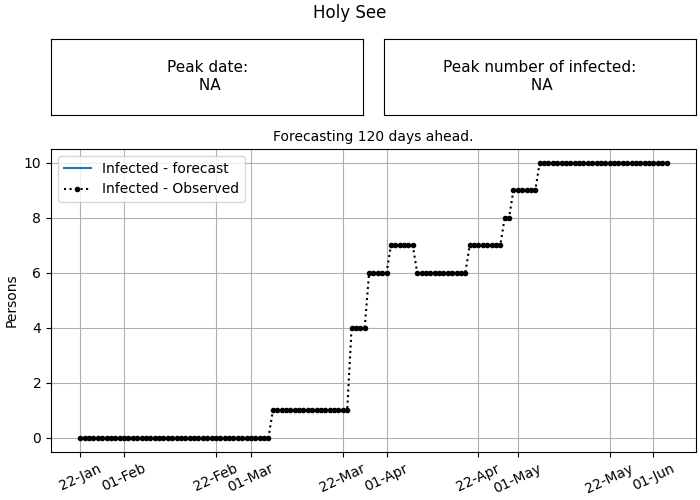 Holy See
Peak date:
NA
Peak number of infected:
NA
Forecasting 120 days ahead.
Infected - forecast
Infected - Observed
Persons
10
8
6
4
2
0
22-Jan
01-Feb
22-Feb
01-Mar
22-Mar
01-Apr
22-Apr
01-May
22-May
01-Jun